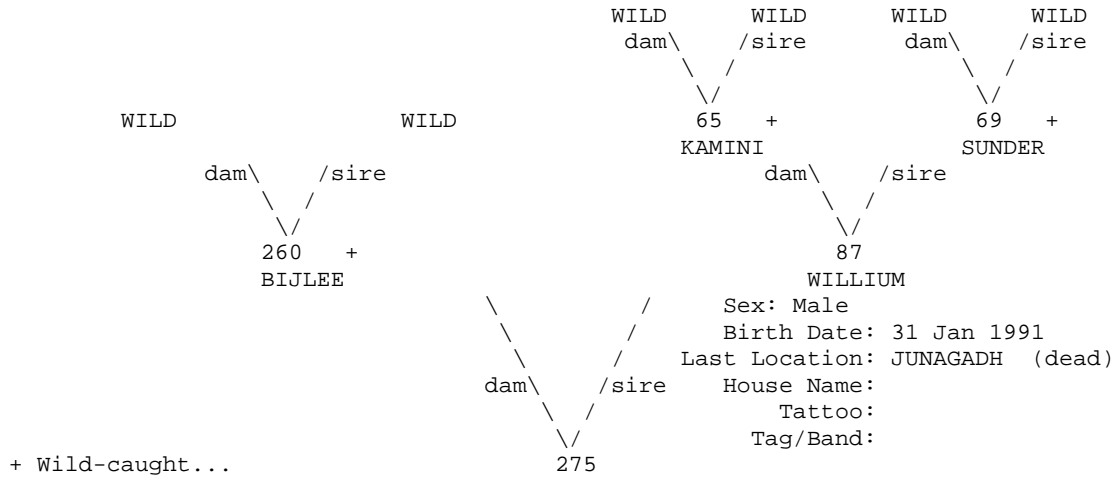 WILD WILD WILD WILD
dam\ /sire dam\ /sire
\ / \ /
\/ \/
WILD WILD 65 + 69 +
KAMINI SUNDER
dam\ /sire dam\ /sire
\ / \ /
\/ \/
260 + 87
BIJLEE WILLIUM
\ / Sex: Male
\ / Birth Date: 31 Jan 1991
\ / Last Location: JUNAGADH (dead)
dam\ /sire House Name:
\ / Tattoo:
\/ Tag/Band:
+ Wild-caught... 275